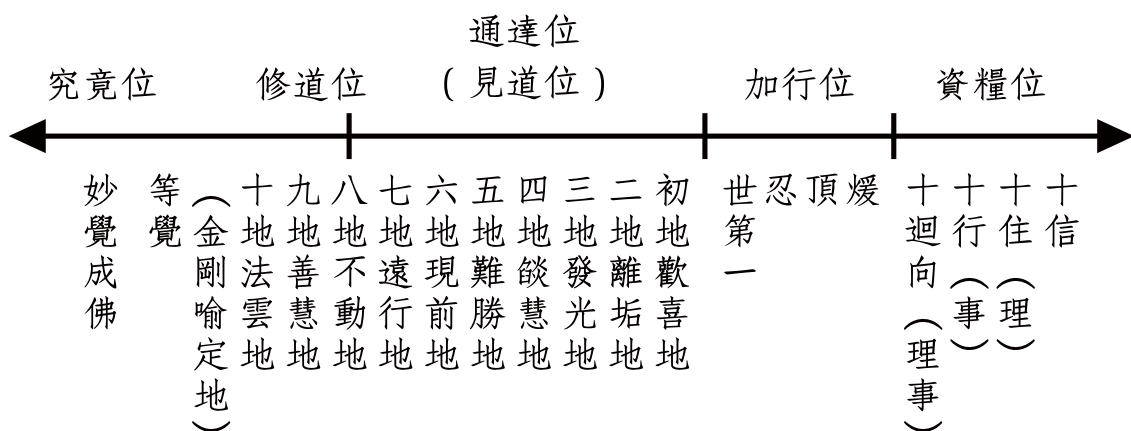 通達位
究竟位 修道位 (見道位) 加行位 資糧位
十信
十住(理)
十行(事)
十迴向(理事)
煖
頂
忍
世第一
初地歡喜地
二地離垢地
三地發光地
四地燄慧地
五地難勝地
六地現前地
七地遠行地
八地不動地
九地善慧地
十地法雲地
(金剛喻定地)
等覺
妙覺成佛